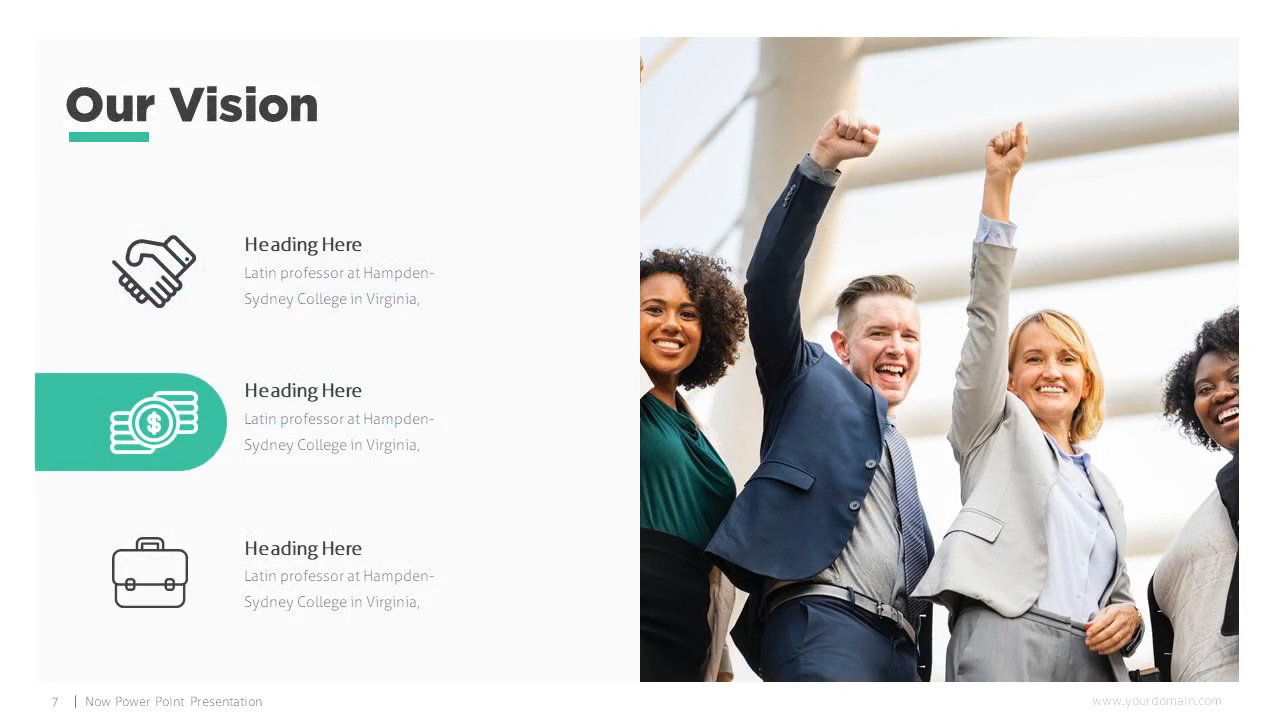 Our Vision
Heading Here
Latin professor at Hampden-
Sydney College in Virginia,
$
Heading Here
Latin professor at Hampden-
Sydney College in Virginia,
Heading Here
Latin professor at Hampden-
Sydney College in Virginia,
7 | Now Power Point Presentation
www.yourdomain.com